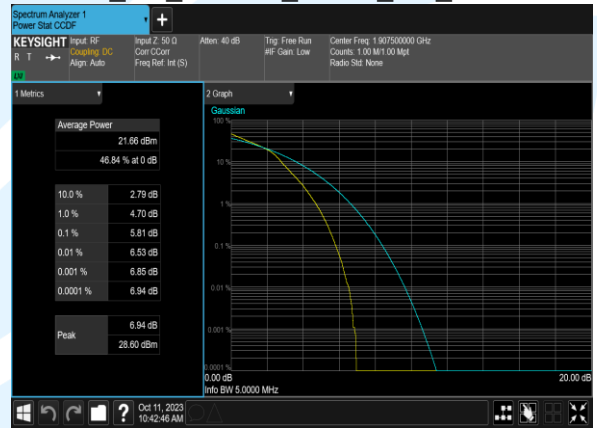 Spectrum Analyzer 1
Power Stat CCDF
KEYSIGHT
R T
LU
Input: RF
Coupling: DC
Align: Auto
Input Z: 50 Ω
Corr CCorr
Freq Ref: Int (S)
Atten: 40 dB
Trig: Free Run
#IF Gain: Low
Center Freq: 1.907500000 GHz
Counts: 1.00 M/1.00 Mpt
Radio Std: None
1 Metrics
Average Power
21.66 dBm
46.84 % at 0 dB
10.0 % 2.79 dB
1.0 % 4.70 dB
0.1 % 5.81 dB
0.01 % 6.53 dB
0.001 % 6.85 dB
0.0001 % 6.94 dB
Peak
6.94 dB
28.60 dBm
2 Graph
Gaussian
100 %
10 %
1 %
0.1 %
0.01 %
0.001 %
0.0001 %
0.00 dB 20.00 dB
Info BW 5.0000 MHz
?
Oct 11, 2023
10:42:46 AM